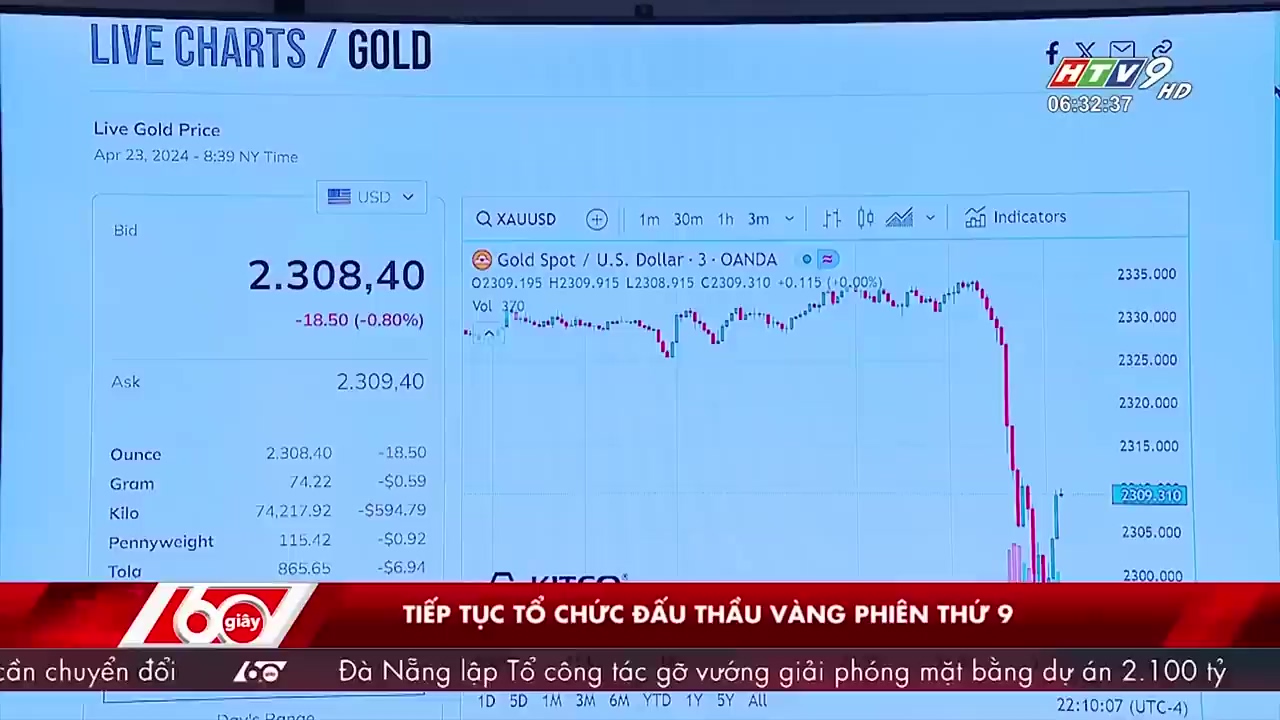 LIVE CHARTS / GOLD
HTV9 HD
06:32:37
Live Gold Price
Apr 23, 2024 - 8:39 NY Time
USD
Bid
2.308,40
-18.50 (-0.80%)
Ask 2.309,40
Ounce 2.308,40 -18.50
Gram 74.22 -$0.59
Kilo 74,217.92 -$594.79
Pennyweight 115.42 -$0.92
Tola 865.65 -$6.94
XAUUSD 1m 30m 1h 3m Indicators
Gold Spot / U.S. Dollar · 3 · OANDA
O2309.195 H2309.915 L2308.915 C2309.310 +0.115 (+0.00%)
Vol 370
2335.000
2330.000
2325.000
2320.000
2315.000
2309.310
2305.000
2300.000
KITCO
60 giây
TIẾP TỤC TỔ CHỨC ĐẤU THẦU VÀNG PHIÊN THỨ 9
cần chuyển đổi 60 giây Đà Nẵng lập Tổ công tác gỡ vướng giải phóng mặt bằng dự án 2.100 tỷ
1D 5D 1M 3M 6M YTD 1Y 5Y All
22:10:07 (UTC-4)
Day's Range